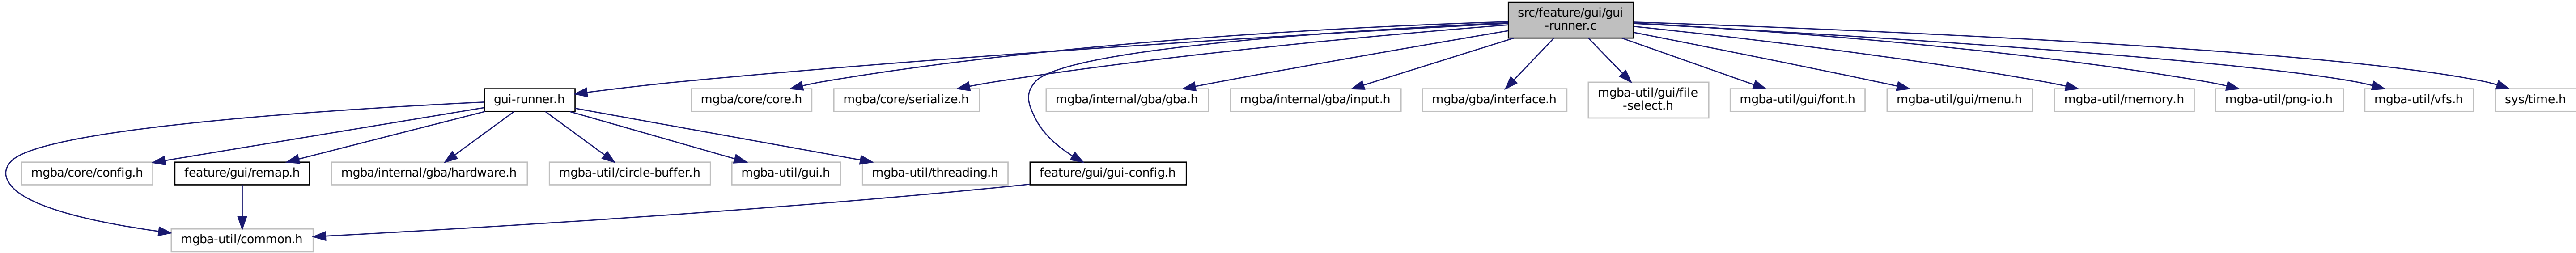 src/feature/gui/gui
-runner.c
gui-runner.h
mgba/core/core.h
mgba/core/serialize.h
mgba/internal/gba/gba.h
mgba/internal/gba/input.h
mgba/gba/interface.h
mgba-util/gui/file
-select.h
mgba-util/gui/font.h
mgba-util/gui/menu.h
mgba-util/memory.h
mgba-util/png-io.h
mgba-util/vfs.h
sys/time.h
mgba/core/config.h
feature/gui/remap.h
mgba/internal/gba/hardware.h
mgba-util/circle-buffer.h
mgba-util/gui.h
mgba-util/threading.h
feature/gui/gui-config.h
mgba-util/common.h